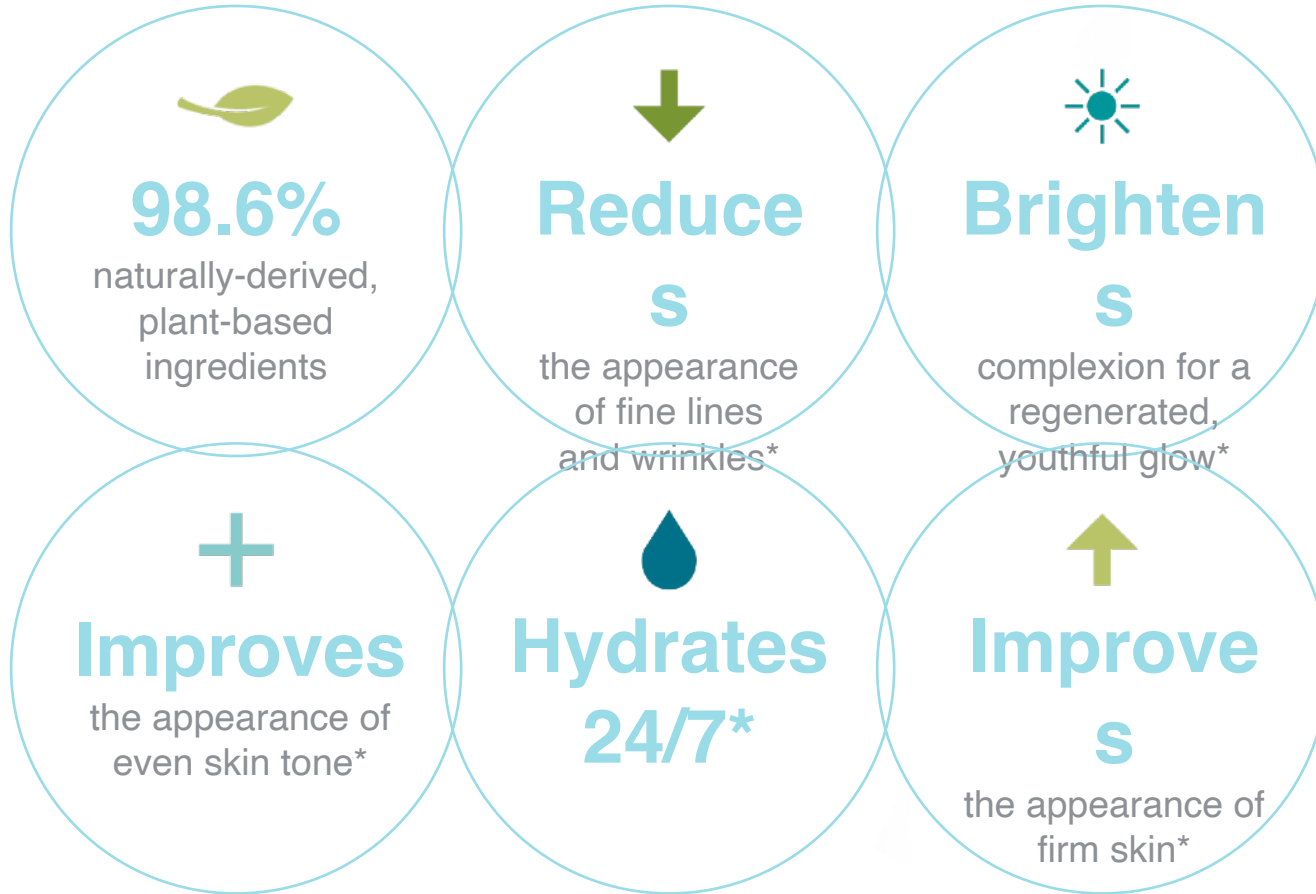 98.6%
naturally-derived,
plant-based
ingredients
Reduce
s
the appearance
of fine lines
and wrinkles*
Brighten
s
complexion for a
regenerated,
youthful glow*
Improves
the appearance of
even skin tone*
Hydrates
24/7*
Improve
s
the appearance of
firm skin*